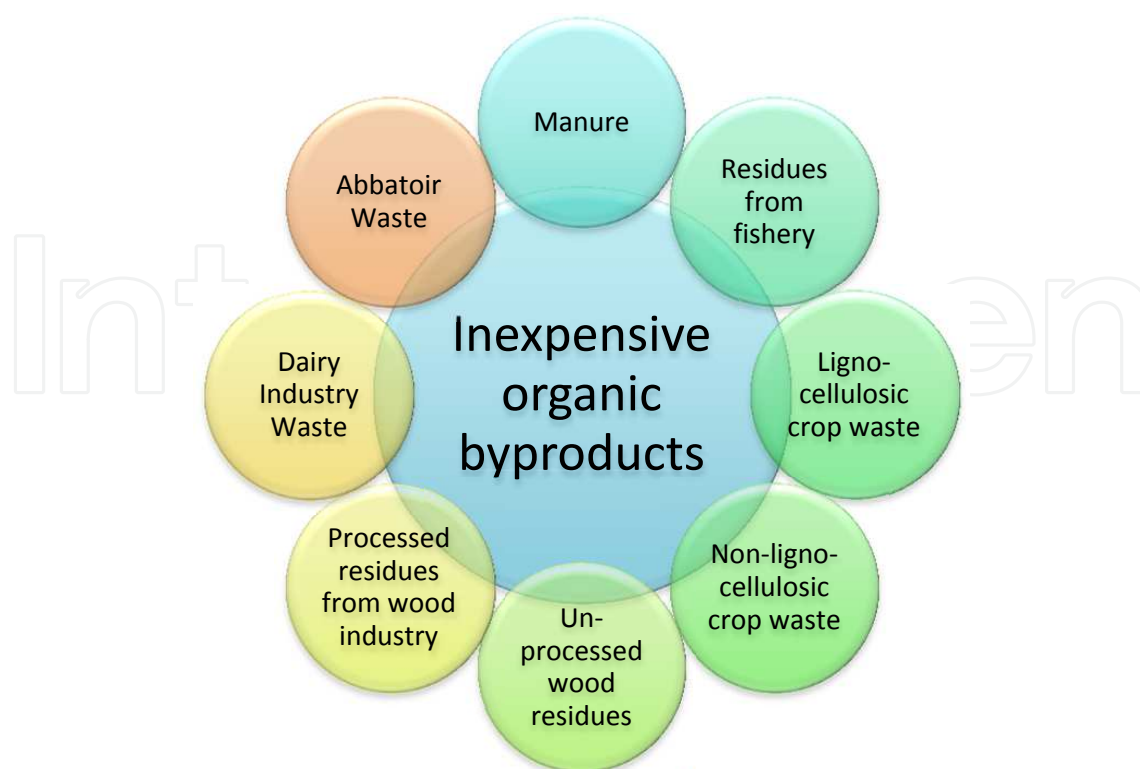 Manure
Residues
from
fishery
Ligno-
cellulosic
crop waste
Non-ligno-
cellulosic
crop waste
Un-
processed
wood
residues
Processed
residues
from wood
industry
Dairy
Industry
Waste
Abbatoir
Waste
Inexpensive
organic
byproducts